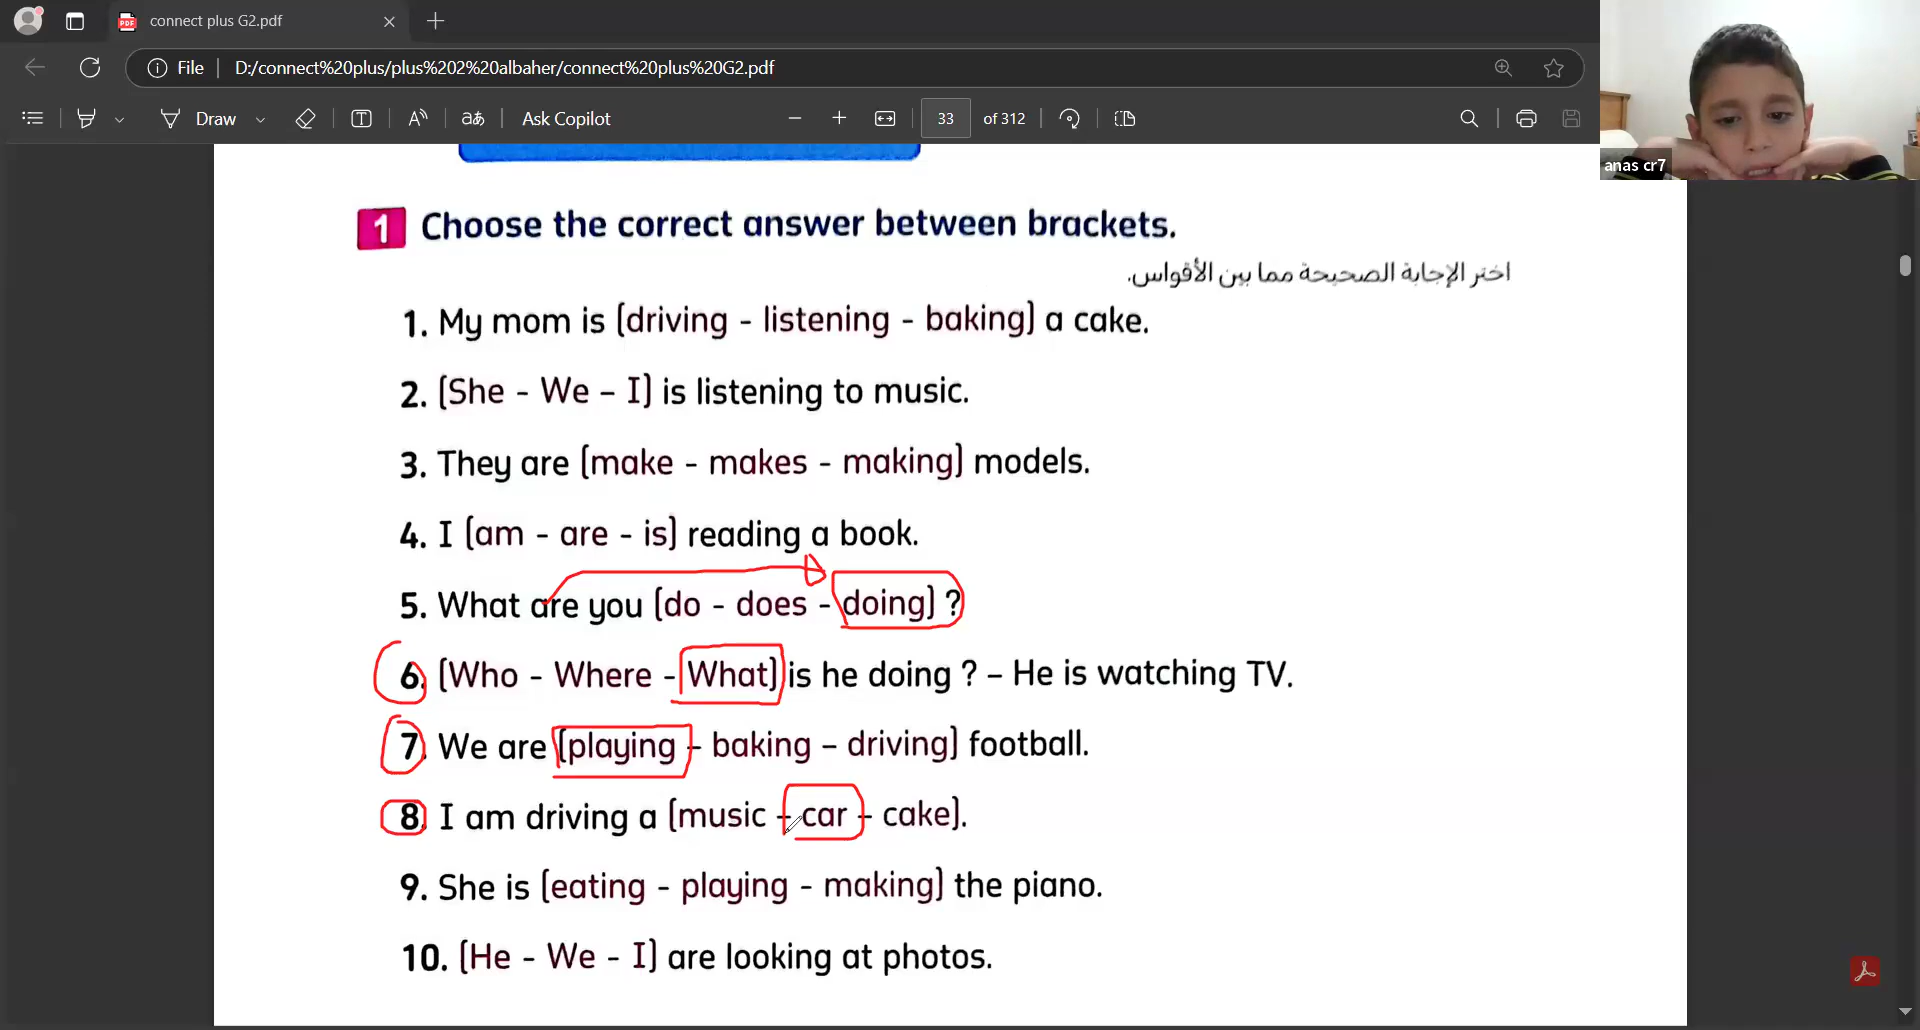 connect plus G2.pdf
File
D:/connect%20plus/plus%202%20albaher/connect%20plus%20G2.pdf
Draw
Ask Copilot
33 of 312
anas cr7
1 Choose the correct answer between brackets.
اختر الإجابة الصحيحة مما بين الأقواس.
1. My mom is (driving - listening - baking) a cake.
2. (She - We – I) is listening to music.
3. They are (make - makes - making) models.
4. I (am - are - is) reading a book.
5. What are you (do - does - doing) ?
6. (Who - Where - What) is he doing ? – He is watching TV.
7. We are (playing - baking – driving) football.
8. I am driving a (music - car - cake).
9. She is (eating - playing - making) the piano.
10. (He - We - I) are looking at photos.